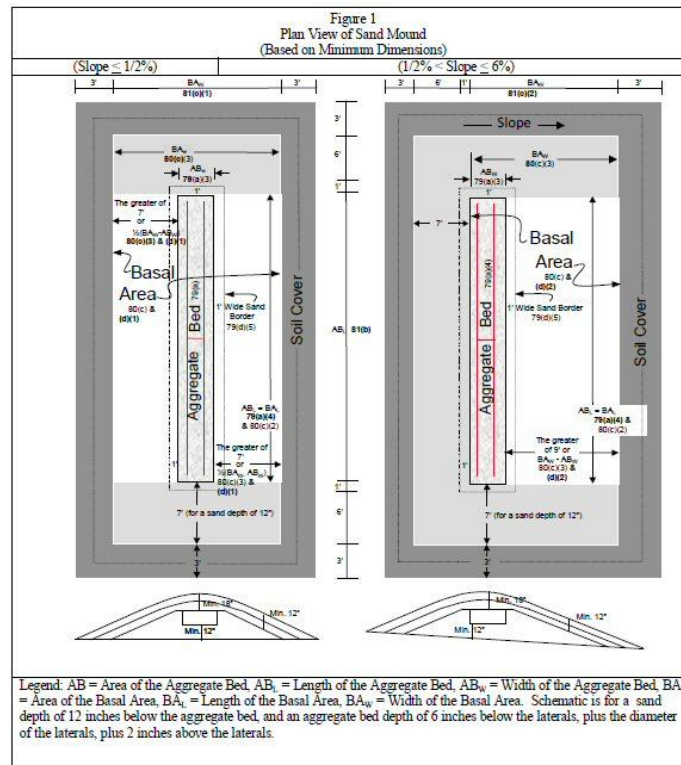 Figure 1
Plan View of Sand Mound
(Based on Minimum Dimensions)
(Slope ≤ 1/2%)
(1/2% < Slope ≤ 6%)
3'
BAW
3'
81(c)(1)
3'
6'
1'
BAW
3'
81(c)(2)
BAW
80(c)(3)
ABW
79(a)(3)
1'
The greater of
7'
or
½(BAW-ABW)
80(c)(3) & (d)(1)
Basal
Area
80(c) &
(d)(1)
Aggregate Bed 79(a)
1' Wide Sand
Border
79(d)(5)
Soil Cover
ABL = BAL
79(a)(4)
& 80(c)(2)
The greater of
7'
or
½(BAW, ABW)
80(c)(3) &
(d)(1)
1'
7' (for a sand depth of 12")
3'
Min. 12"
Min. 12"
3'
6'
1'
ABL 81(b)
1'
6'
3'
Slope
BAW
80(c)(3)
ABW
79(a)(3)
1'
7'
Basal
Area
80(c) &
(d)(2)
Aggregate Bed 79(a)(4)
1' Wide Sand
Border
79(d)(5)
Soil Cover
ABL = BAL
79(a)(4) &
80(c)(2)
The greater
of 9' or
BAW - ABW
80(c)(3) &
(d)(2)
1'
7' (for a sand depth of 12")
3'
Min. 12"
Min. 12"
Legend: AB = Area of the Aggregate Bed, ABL = Length of the Aggregate Bed, ABW = Width of the Aggregate Bed, BA
= Area of the Basal Area, BAL = Length of the Basal Area, BAW = Width of the Basal Area. Schematic is for a sand
depth of 12 inches below the aggregate bed, and an aggregate bed depth of 6 inches below the laterals, plus the diameter
of the laterals, plus 2 inches above the laterals.